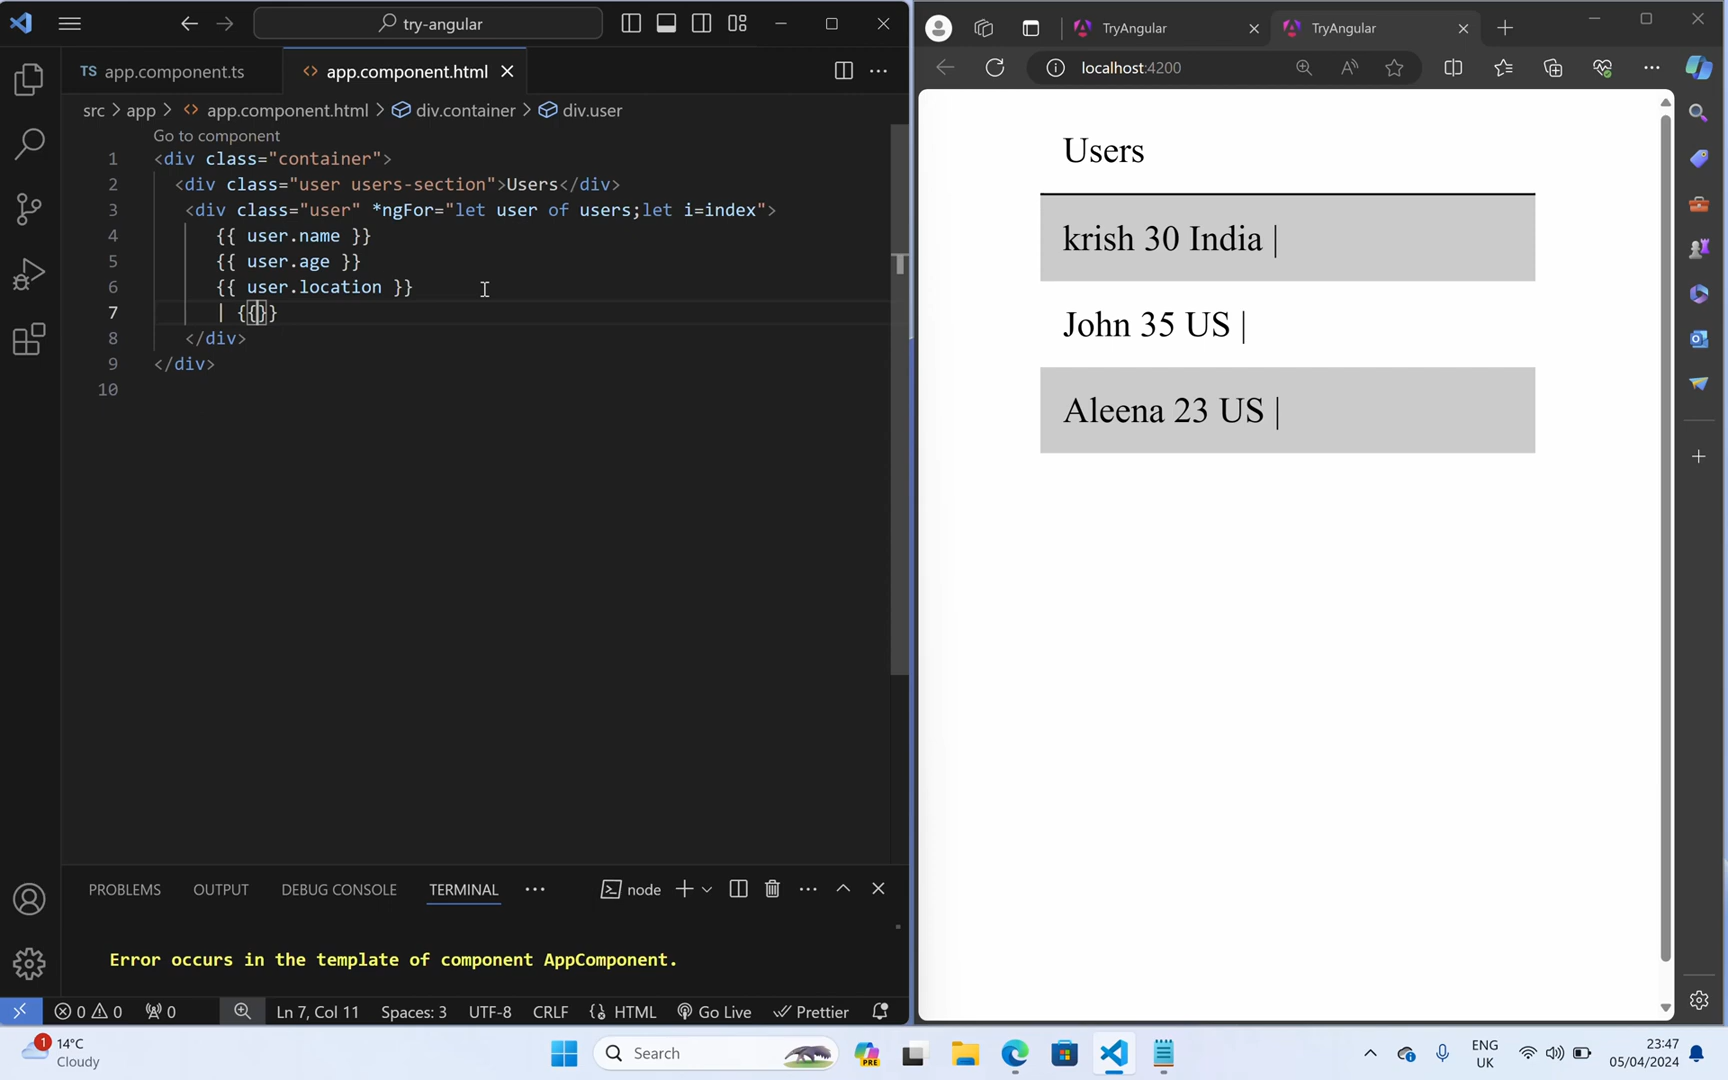 try-angular
TS app.component.ts
<> app.component.html
src > app > <> app.component.html > div.container > div.user
Go to component
1 <div class="container">
2 <div class="user users-section">Users</div>
3 <div class="user" *ngFor="let user of users;let i=index">
4 {{ user.name }}
5 {{ user.age }}
6 {{ user.location }}
7 | {{}}
8 </div>
9 </div>
10
PROBLEMS OUTPUT DEBUG CONSOLE TERMINAL ... node
Error occurs in the template of component AppComponent.
0 0 0 Ln 7, Col 11 Spaces: 3 UTF-8 CRLF {} HTML Go Live Prettier
TryAngular
TryAngular
localhost:4200
Users
krish 30 India |
John 35 US |
Aleena 23 US |
1 14°C
Cloudy
Search
PRE
ENG
UK
23:47
05/04/2024